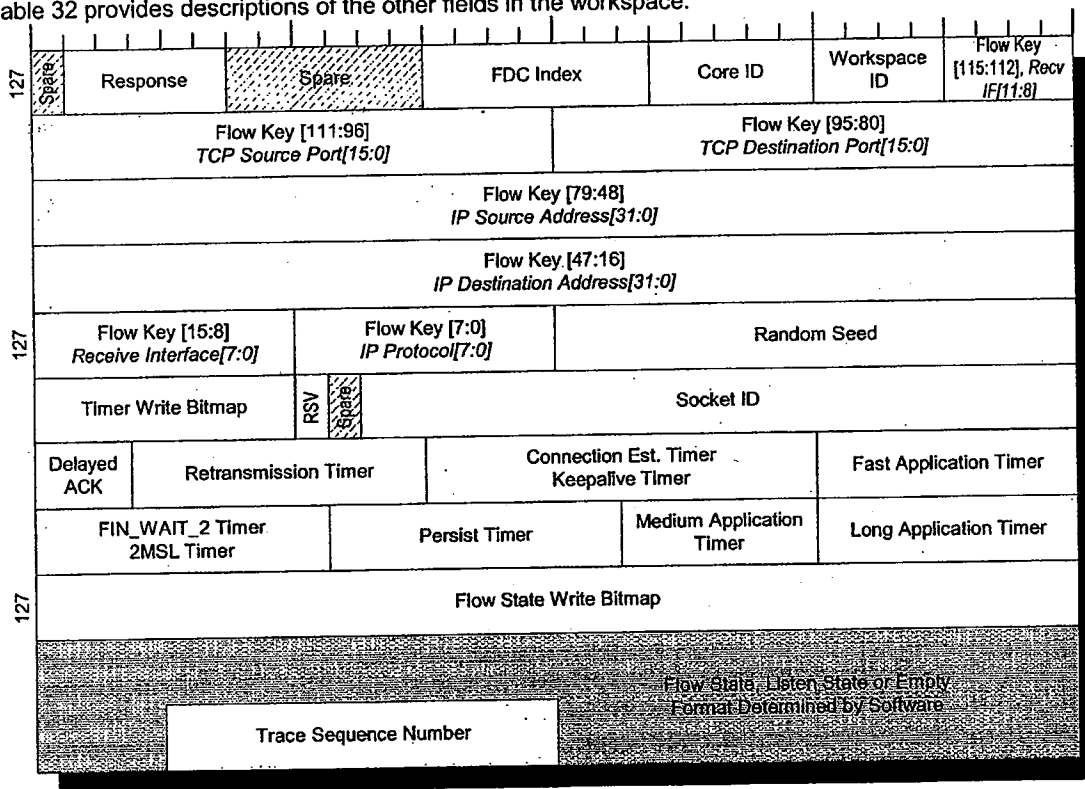 able 32 provides descriptions of the other fields in the workspace.
127
Spare
Response
Spare
FDC Index
Core ID
Workspace
ID
Flow Key
[115:112], Recv
IF[11:8]
Flow Key [111:96]
TCP Source Port[15:0]
Flow Key [95:80]
TCP Destination Port[15:0]
Flow Key [79:48]
IP Source Address[31:0]
Flow Key [47:16]
IP Destination Address[31:0]
127
Flow Key [15:8]
Receive Interface[7:0]
Flow Key [7:0]
IP Protocol[7:0]
Random Seed
Timer Write Bitmap
RSV
Spare
Socket ID
Delayed
ACK
Retransmission Timer
Connection Est. Timer
Keepalive Timer
Fast Application Timer
FIN_WAIT_2 Timer
2MSL Timer
Persist Timer
Medium Application
Timer
Long Application Timer
127
Flow State Write Bitmap
Flow State, Listen State or Empty
Format Determined by Software
Trace Sequence Number